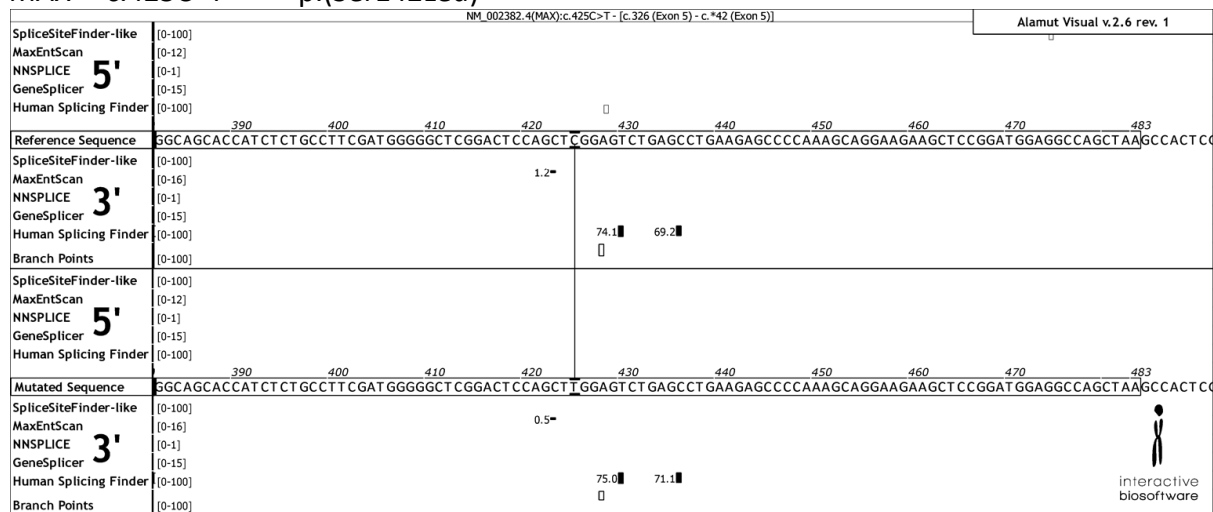 NM_002382.4(MAX):c.425C>T - [c.326 (Exon 5) - c.*42 (Exon 5)]
Alamut Visual v.2.6 rev. 1
SpliceSiteFinder-like [0-100]
MaxEntScan [0-12]
NNSPLICE [0-1]
5'
GeneSplicer [0-15]
Human Splicing Finder [0-100]
390 400 410 420 430 440 450 460 470 483
Reference Sequence GGCAGCACCATCTCTGCCTTCGATGGGGGCTCGGACTCCAGCTCGGAGTCTGAGCCTGAAGAGCCCCAAAGCAGGAAGAAGCTCCGGATGGAGGCCAGCTAAGCCACTCC
SpliceSiteFinder-like [0-100]
MaxEntScan [0-16] 1.2
NNSPLICE [0-1]
3'
GeneSplicer [0-15]
Human Splicing Finder [0-100] 74.1 69.2
Branch Points [0-100]
SpliceSiteFinder-like [0-100]
MaxEntScan [0-12]
NNSPLICE [0-1]
5'
GeneSplicer [0-15]
Human Splicing Finder [0-100]
390 400 410 420 430 440 450 460 470 483
Mutated Sequence GGCAGCACCATCTCTGCCTTCGATGGGGGCTCGGACTCCAGCTTGGAGTCTGAGCCTGAAGAGCCCCAAAGCAGGAAGAAGCTCCGGATGGAGGCCAGCTAAGCCACTCC
SpliceSiteFinder-like [0-100]
MaxEntScan [0-16] 0.5
NNSPLICE [0-1]
3'
GeneSplicer [0-15]
Human Splicing Finder [0-100] 75.0 71.1
Branch Points [0-100]
interactive
biosoftware